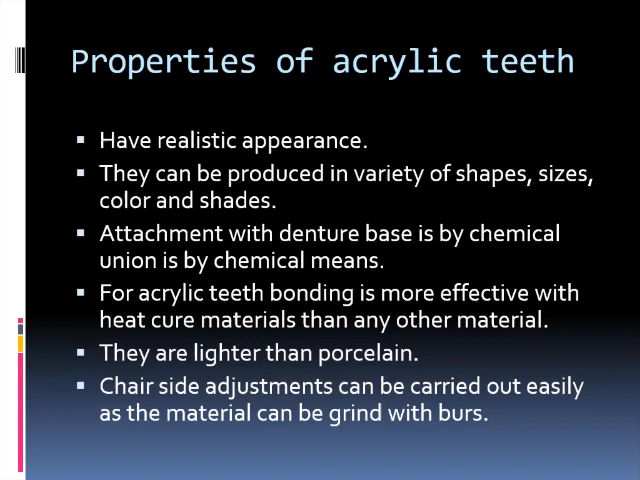 Properties of acrylic teeth
▪ Have realistic appearance.
▪ They can be produced in variety of shapes, sizes,
color and shades.
▪ Attachment with denture base is by chemical
union is by chemical means.
▪ For acrylic teeth bonding is more effective with
heat cure materials than any other material.
▪ They are lighter than porcelain.
▪ Chair side adjustments can be carried out easily
as the material can be grind with burs.